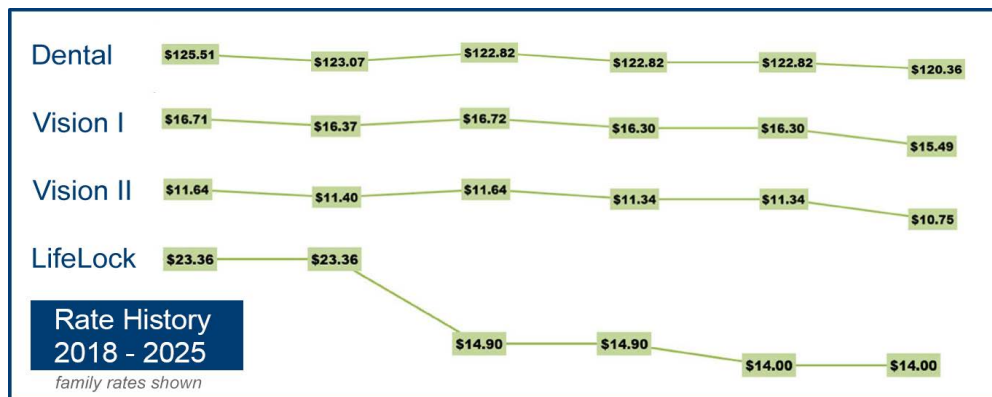 Dental $125.51 $123.07 $122.82 $122.82 $122.82 $120.36
Vision I $16.71 $16.37 $16.72 $16.30 $16.30 $15.49
Vision II $11.64 $11.40 $11.64 $11.34 $11.34 $10.75
LifeLock $23.36 $23.36 $14.90 $14.90 $14.00 $14.00
Rate History
2018 - 2025
family rates shown